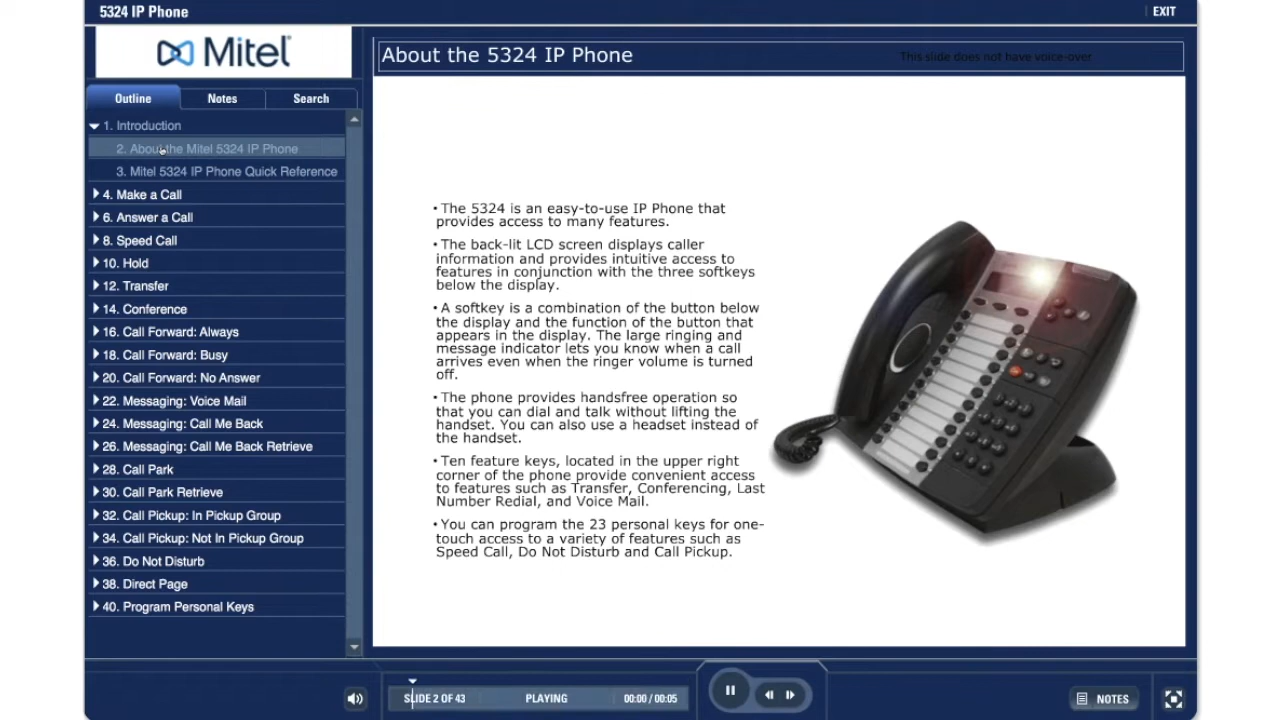 5324 IP Phone
EXIT
Mitel
About the 5324 IP Phone
This slide does not have voice-over
Outline
Notes
Search
1. Introduction
2. About the Mitel 5324 IP Phone
3. Mitel 5324 IP Phone Quick Reference
4. Make a Call
6. Answer a Call
8. Speed Call
10. Hold
12. Transfer
14. Conference
16. Call Forward: Always
18. Call Forward: Busy
20. Call Forward: No Answer
22. Messaging: Voice Mail
24. Messaging: Call Me Back
26. Messaging: Call Me Back Retrieve
28. Call Park
30. Call Park Retrieve
32. Call Pickup: In Pickup Group
34. Call Pickup: Not In Pickup Group
36. Do Not Disturb
38. Direct Page
40. Program Personal Keys
• The 5324 is an easy-to-use IP Phone that
provides access to many features.
• The back-lit LCD screen displays caller
information and provides intuitive access to
features in conjunction with the three softkeys
below the display.
• A softkey is a combination of the button below
the display and the function of the button that
appears in the display. The large ringing and
message indicator lets you know when a call
arrives even when the ringer volume is turned
off.
• The phone provides handsfree operation so
that you can dial and talk without lifting the
handset. You can also use a headset instead of
the handset.
• Ten feature keys, located in the upper right
corner of the phone provide convenient access
to features such as Transfer, Conferencing, Last
Number Redial, and Voice Mail.
• You can program the 23 personal keys for one-
touch access to a variety of features such as
Speed Call, Do Not Disturb and Call Pickup.
SLIDE 2 OF 43
PLAYING
00:00 / 00:05
NOTES